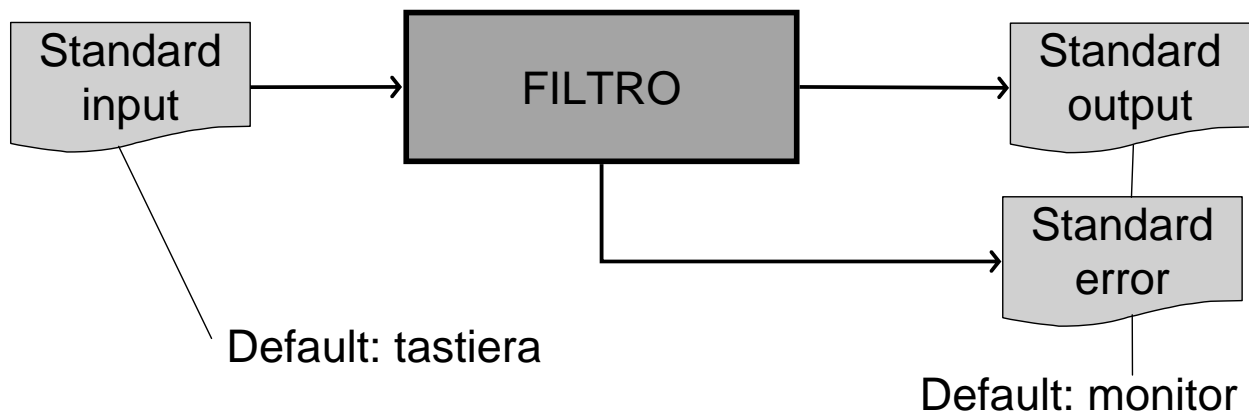 Standard
input
FILTRO
Standard
output
Standard
error
Default: tastiera
Default: monitor